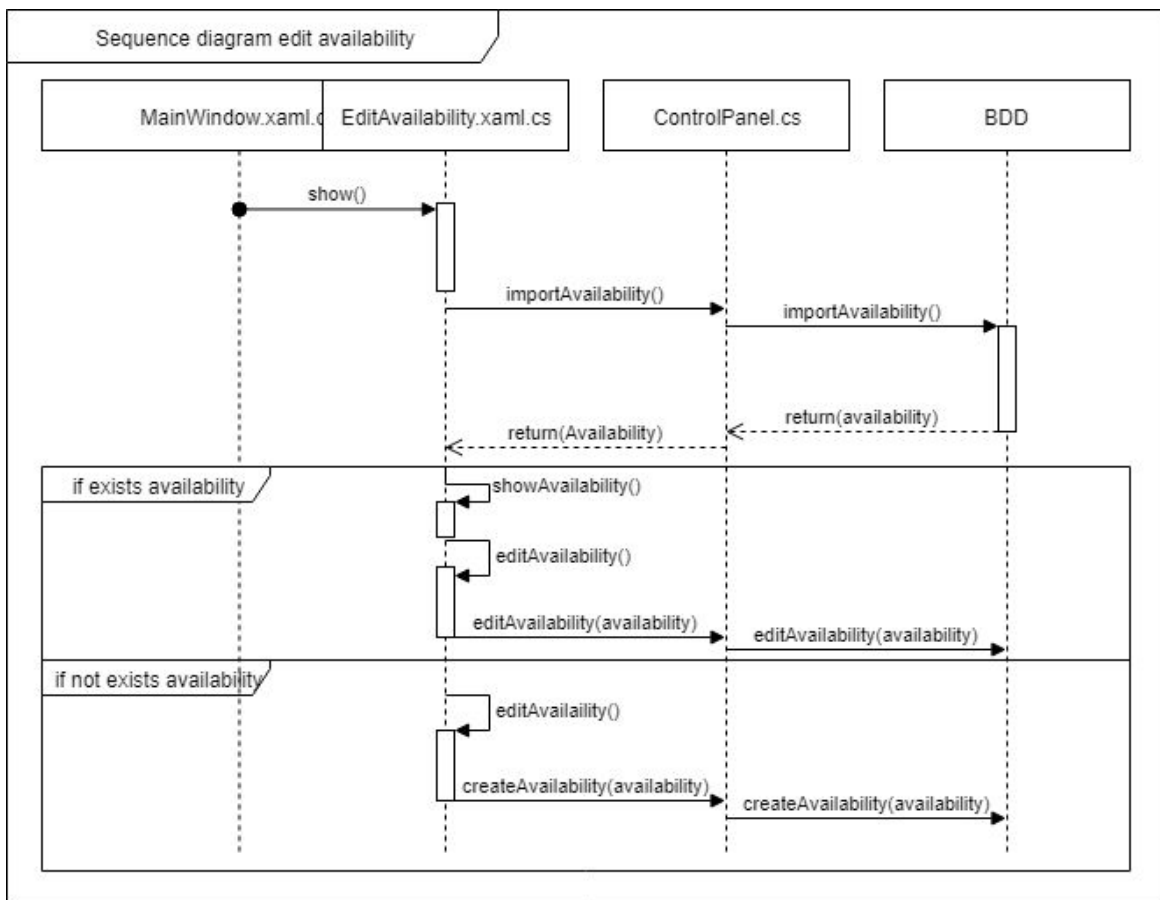 Sequence diagram edit availability
MainWindow.xaml.c
EditAvailability.xaml.cs
ControlPanel.cs
BDD
show()
importAvailability()
importAvailability()
return(availability)
return(Availability)
if exists availability
showAvailability()
editAvailability()
editAvailability(availability)
editAvailability(availability)
if not exists availability
editAvailaility()
createAvailability(availability)
createAvailability(availability)